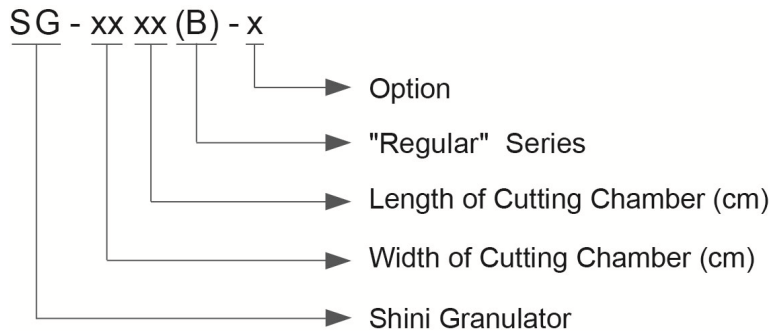 SG - xx xx (B) - x
Option
"Regular" Series
Length of Cutting Chamber (cm)
Width of Cutting Chamber (cm)
Shini Granulator